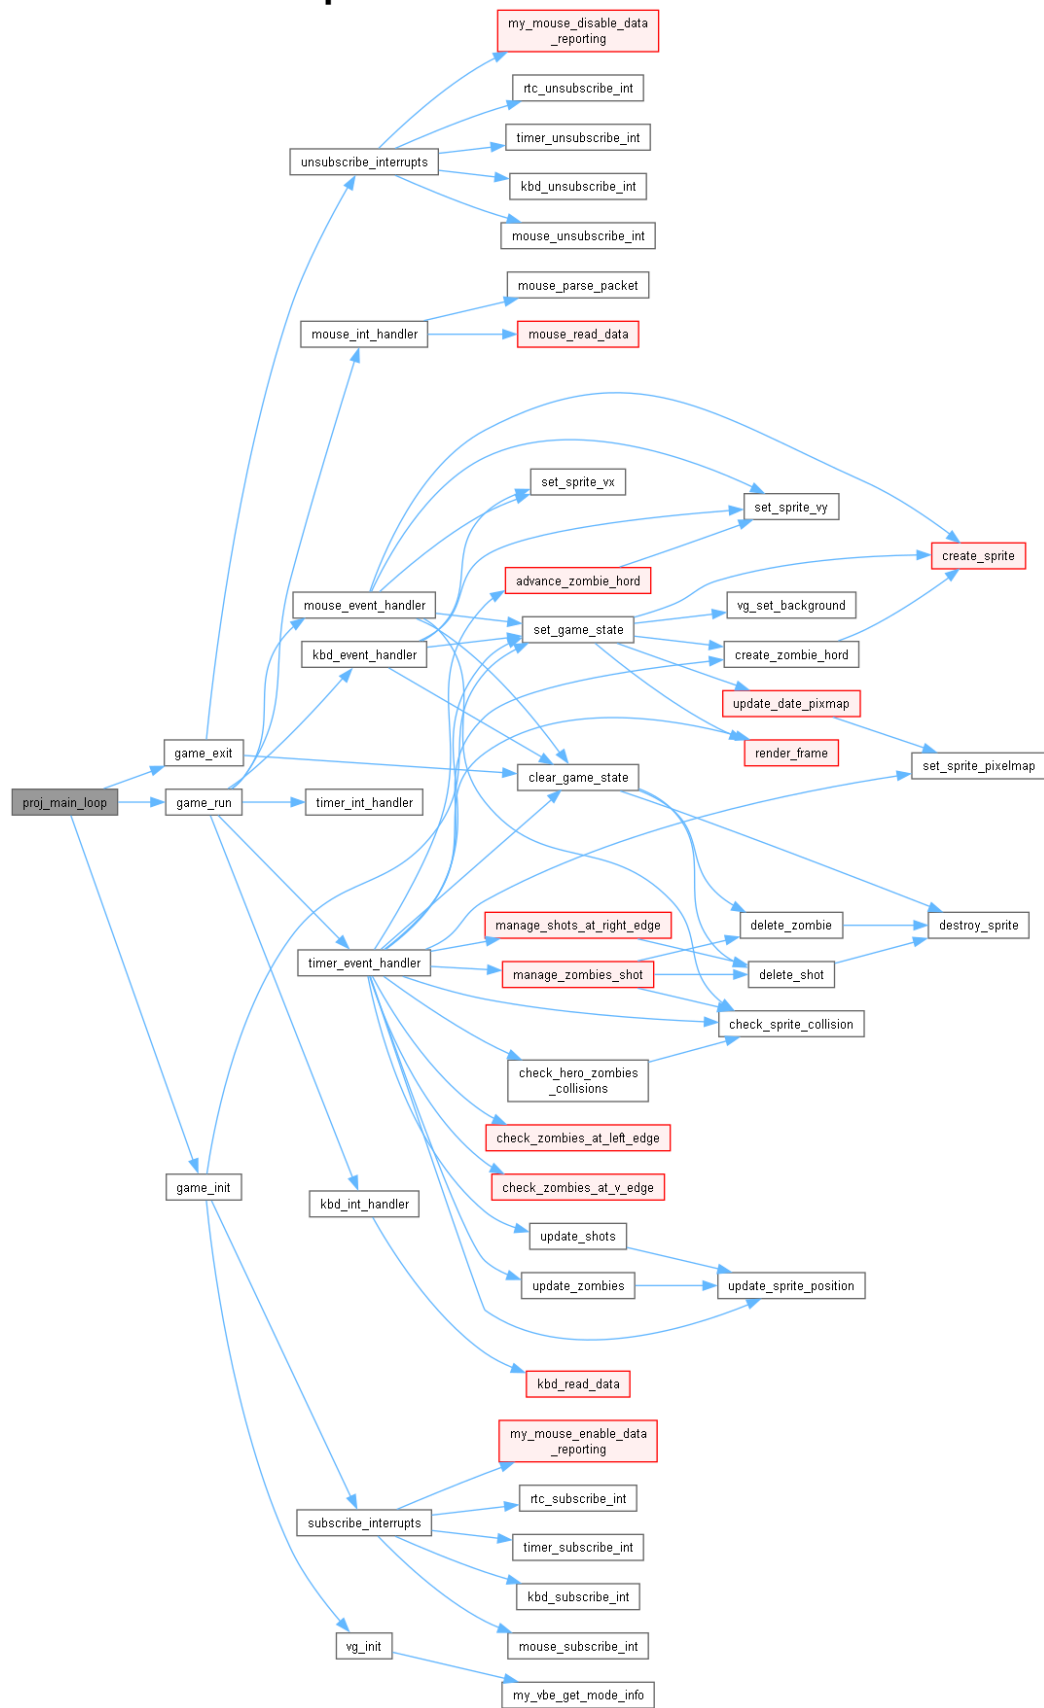 my_mouse_disable_data
_reporting
rtc_unsubscribe_int
timer_unsubscribe_int
unsubscribe_interrupts
kbd_unsubscribe_int
mouse_unsubscribe_int
mouse_parse_packet
mouse_int_handler
mouse_read_data
set_sprite_vx
set_sprite_vy
create_sprite
advance_zombie_hord
mouse_event_handler
vg_set_background
set_game_state
kbd_event_handler
create_zombie_hord
update_date_pixmap
game_exit
render_frame
set_sprite_pixelmap
clear_game_state
proj_main_loop
game_run
timer_int_handler
manage_shots_at_right_edge
delete_zombie
destroy_sprite
timer_event_handler
manage_zombies_shot
delete_shot
check_sprite_collision
check_hero_zombies
_collisions
check_zombies_at_left_edge
game_init
check_zombies_at_v_edge
kbd_int_handler
update_shots
update_zombies
update_sprite_position
kbd_read_data
my_mouse_enable_data
_reporting
rtc_subscribe_int
subscribe_interrupts
timer_subscribe_int
kbd_subscribe_int
vg_init
mouse_subscribe_int
my_vbe_get_mode_info